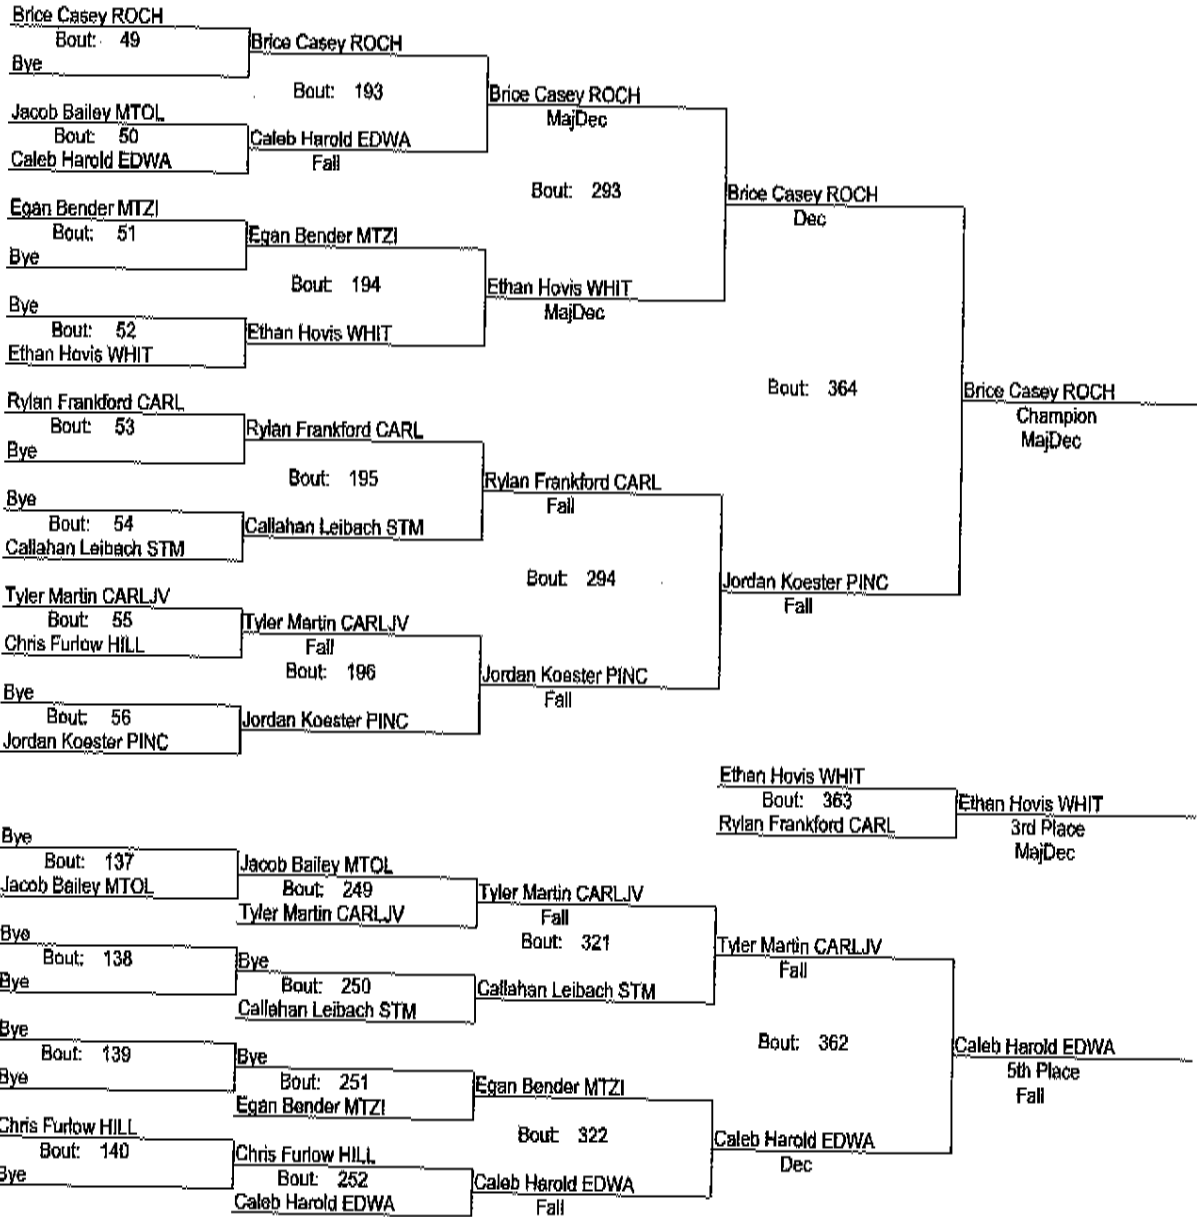 Brice Casey ROCH
Bout: 49
Bye
Brice Casey ROCH
Bout: 193
Jacob Bailey MTOL
Bout: 50
Caleb Harold EDWA
Caleb Harold EDWA
Fall
Brice Casey ROCH
MajDec
Bout: 293
Egan Bender MTZI
Bout: 51
Bye
Egan Bender MTZI
Bout: 194
Bye
Bout: 52
Ethan Hovis WHIT
Ethan Hovis WHIT
Ethan Hovis WHIT
MajDec
Brice Casey ROCH
Dec
Bout: 364
Brice Casey ROCH
Champion
MajDec
Rylan Frankford CARL
Bout: 53
Bye
Rylan Frankford CARL
Bout: 195
Bye
Bout: 54
Callahan Leibach STM
Callahan Leibach STM
Rylan Frankford CARL
Fall
Bout: 294
Tyler Martin CARLJV
Bout: 55
Chris Furlow HILL
Tyler Martin CARLJV
Fall
Bout: 196
Bye
Bout: 56
Jordan Koester PINC
Jordan Koester PINC
Jordan Koester PINC
Fall
Jordan Koester PINC
Fall
Ethan Hovis WHIT
Bout: 363
Rylan Frankford CARL
Ethan Hovis WHIT
3rd Place
MajDec
Bye
Bout: 137
Jacob Bailey MTOL
Jacob Bailey MTOL
Bout: 249
Tyler Martin CARLJV
Tyler Martin CARLJV
Fall
Bout: 321
Bye
Bout: 138
Bye
Bye
Bout: 250
Callahan Leibach STM
Callahan Leibach STM
Tyler Martin CARLJV
Fall
Bout: 362
Caleb Harold EDWA
5th Place
Fall
Bye
Bout: 139
Bye
Bye
Bout: 251
Egan Bender MTZI
Egan Bender MTZI
Bout: 322
Chris Furlow HILL
Bout: 140
Bye
Chris Furlow HILL
Bout: 252
Caleb Harold EDWA
Caleb Harold EDWA
Fall
Caleb Harold EDWA
Dec